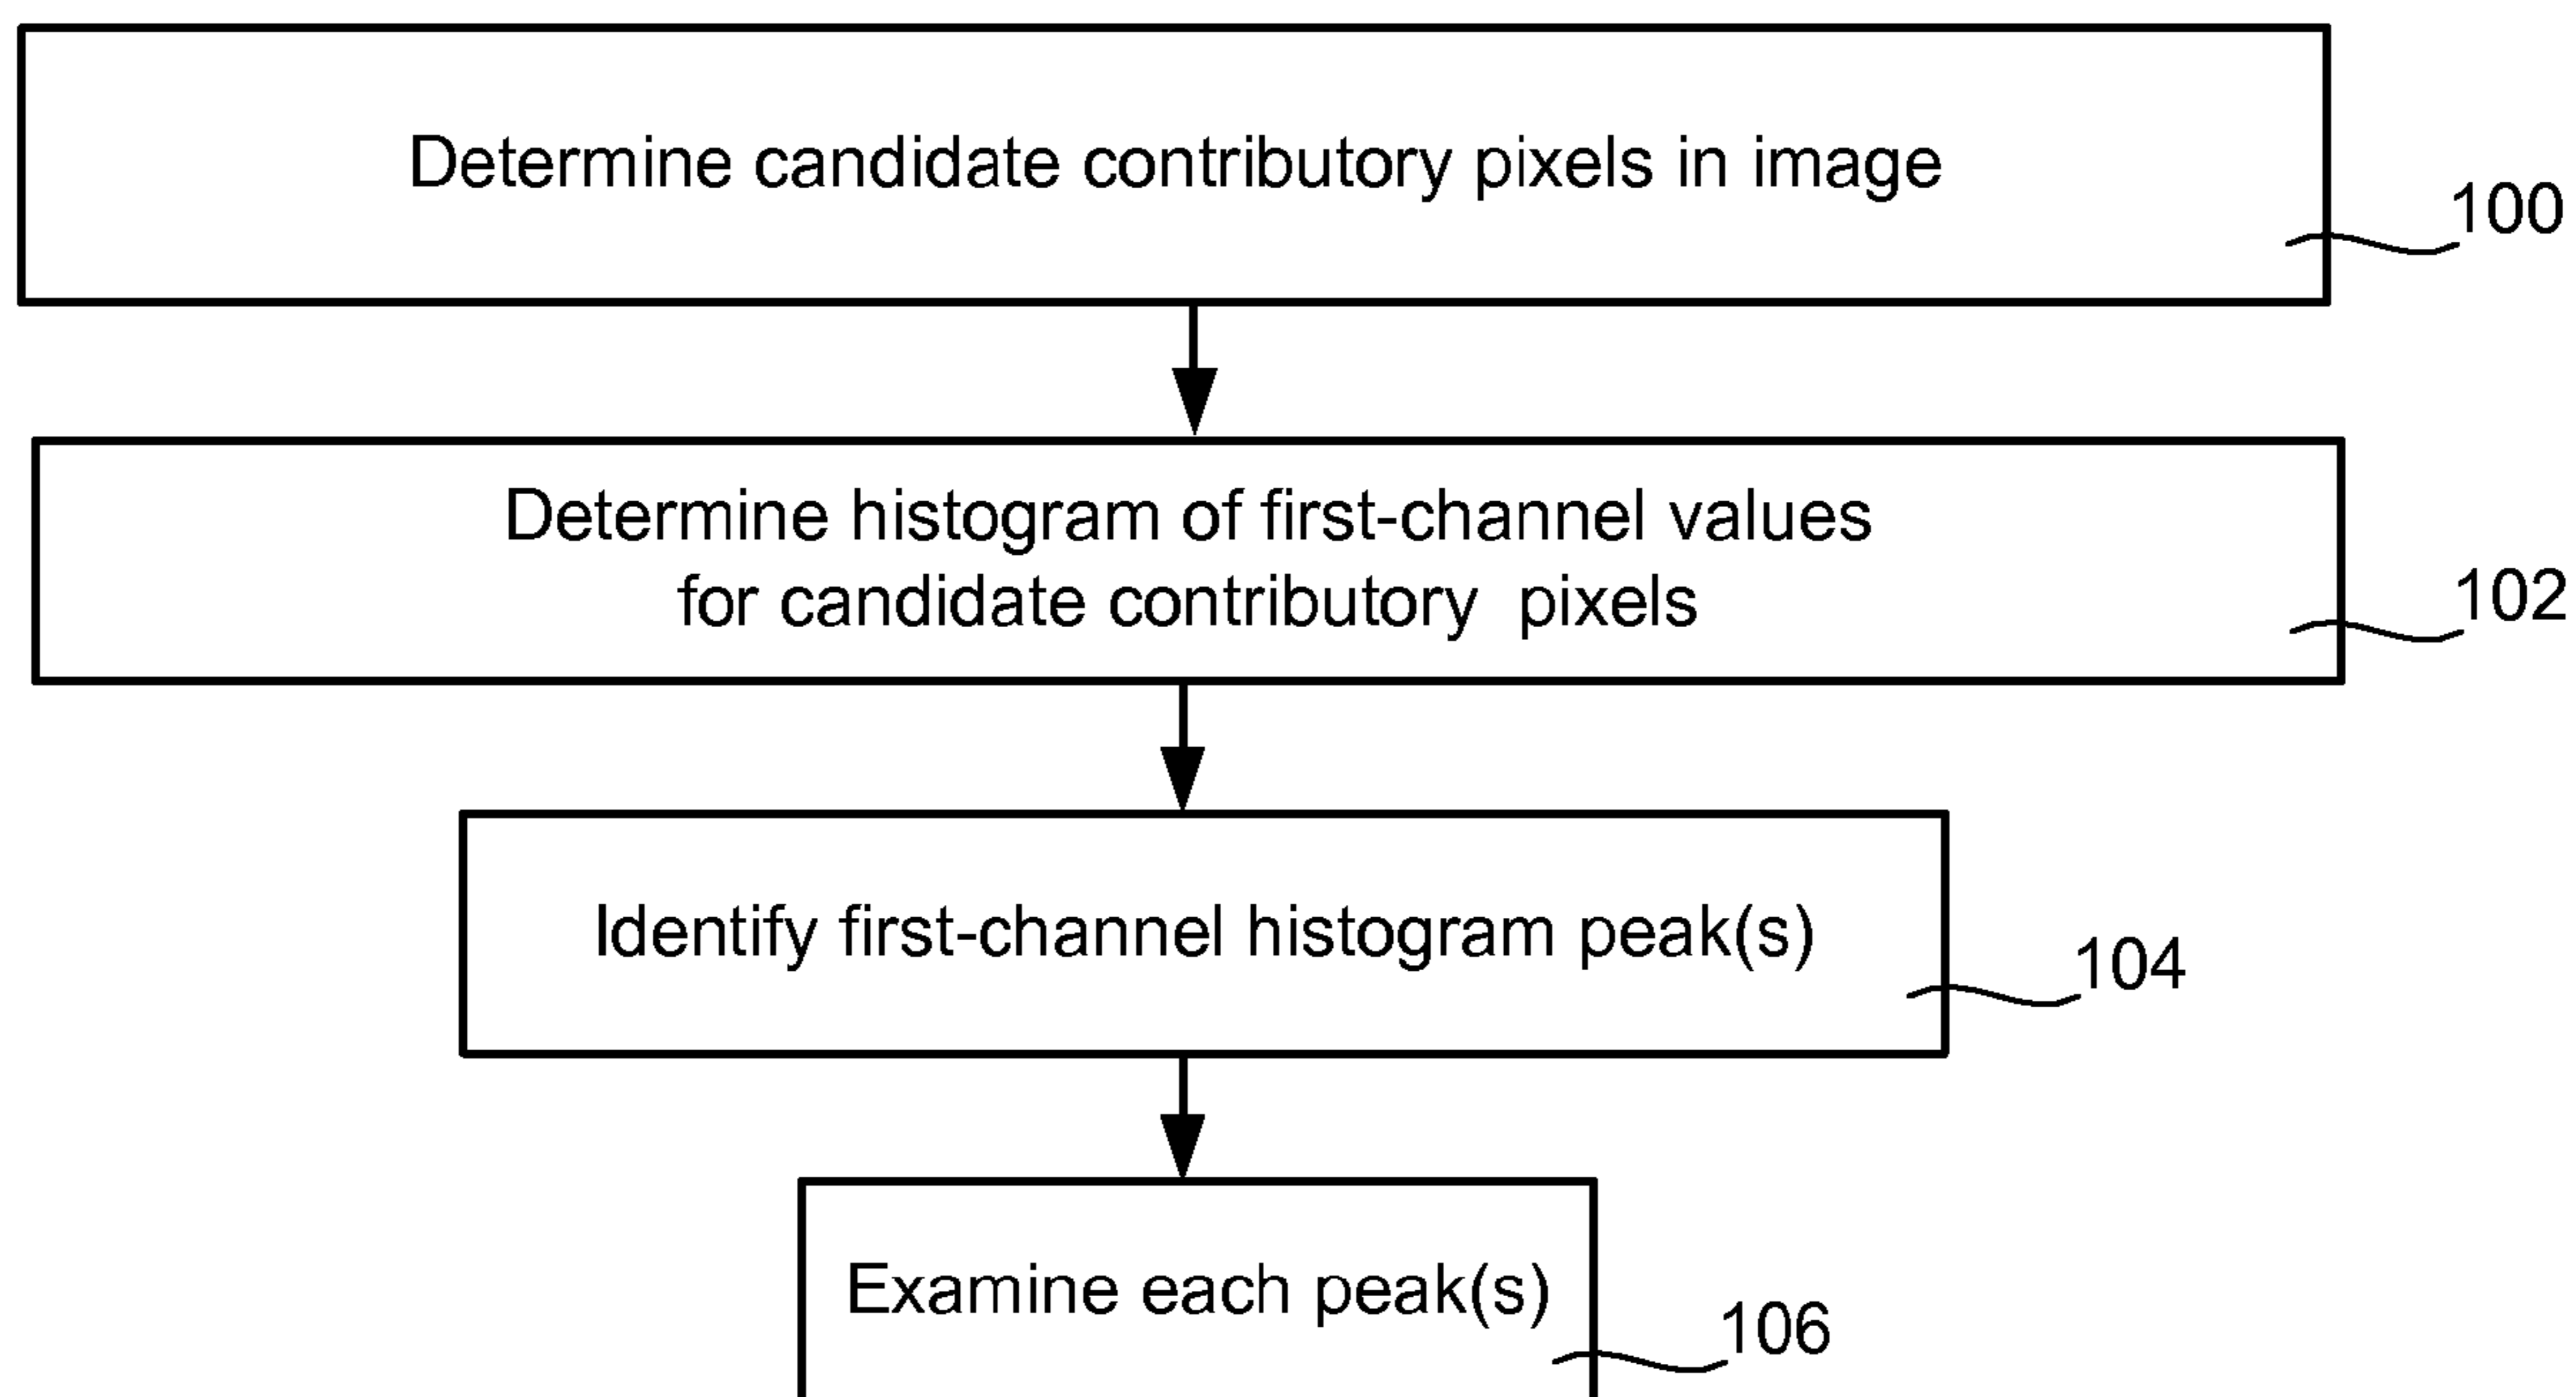 Determine candidate contributory pixels in image
100
Determine histogram of first-channel values
for candidate contributory pixels
102
Identify first-channel histogram peak(s)
104
Examine each peak(s)
106